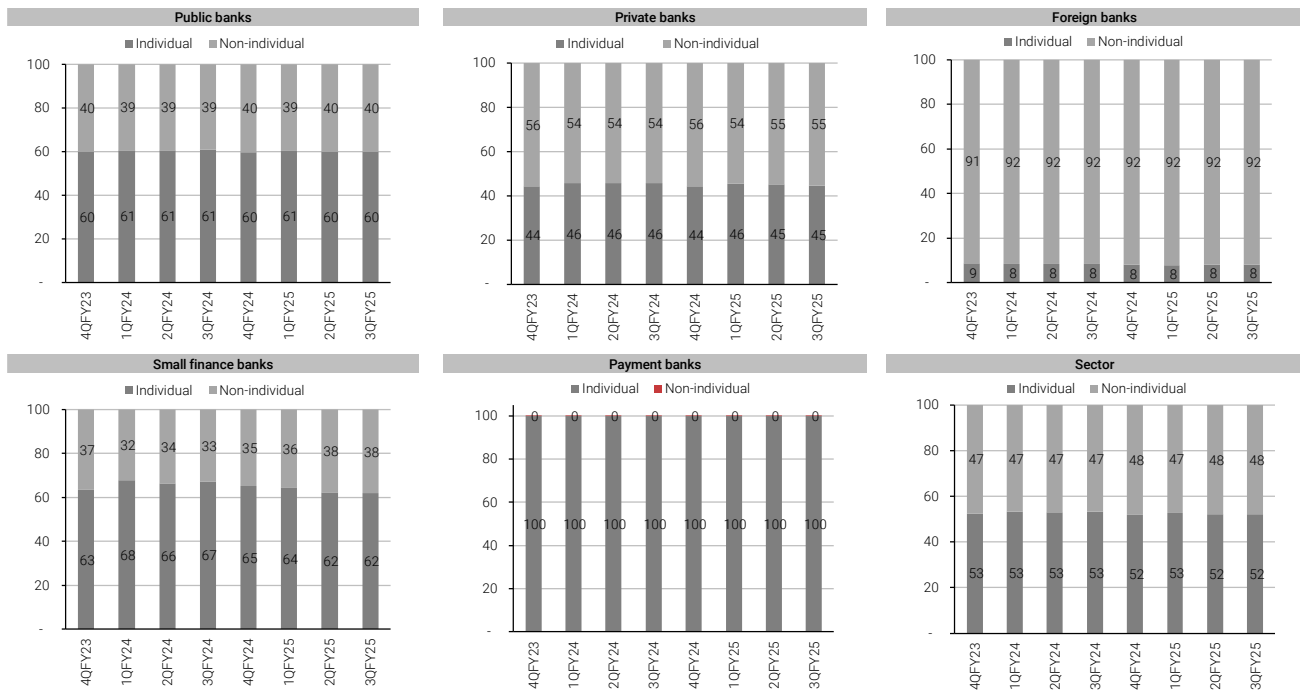 Public banks
Individual Non-individual
100
80
60
40
20
-
40 39 39 39 40 39 40 40
60 61 61 61 60 61 60 60
4QFY23 1QFY24 2QFY24 3QFY24 4QFY24 1QFY25 2QFY25 3QFY25
Private banks
Individual Non-individual
100
80
60
40
20
-
56 54 54 54 56 54 55 55
44 46 46 46 44 46 45 45
4QFY23 1QFY24 2QFY24 3QFY24 4QFY24 1QFY25 2QFY25 3QFY25
Foreign banks
Individual Non-individual
100
80
60
40
20
-
91 92 92 92 92 92 92 92
9 8 8 8 8 8 8 8
4QFY23 1QFY24 2QFY24 3QFY24 4QFY24 1QFY25 2QFY25 3QFY25
Small finance banks
Individual Non-individual
100
80
60
40
20
-
37 32 34 33 35 36 38 38
63 68 66 67 65 64 62 62
4QFY23 1QFY24 2QFY24 3QFY24 4QFY24 1QFY25 2QFY25 3QFY25
Payment banks
Individual Non-individual
100
80
60
40
20
-
0 0 0 0 0 0 0 0
100 100 100 100 100 100 100 100
4QFY23 1QFY24 2QFY24 3QFY24 4QFY24 1QFY25 2QFY25 3QFY25
Sector
Individual Non-individual
100
80
60
40
20
-
47 47 47 47 48 47 48 48
53 53 53 53 52 53 52 52
4QFY23 1QFY24 2QFY24 3QFY24 4QFY24 1QFY25 2QFY25 3QFY25